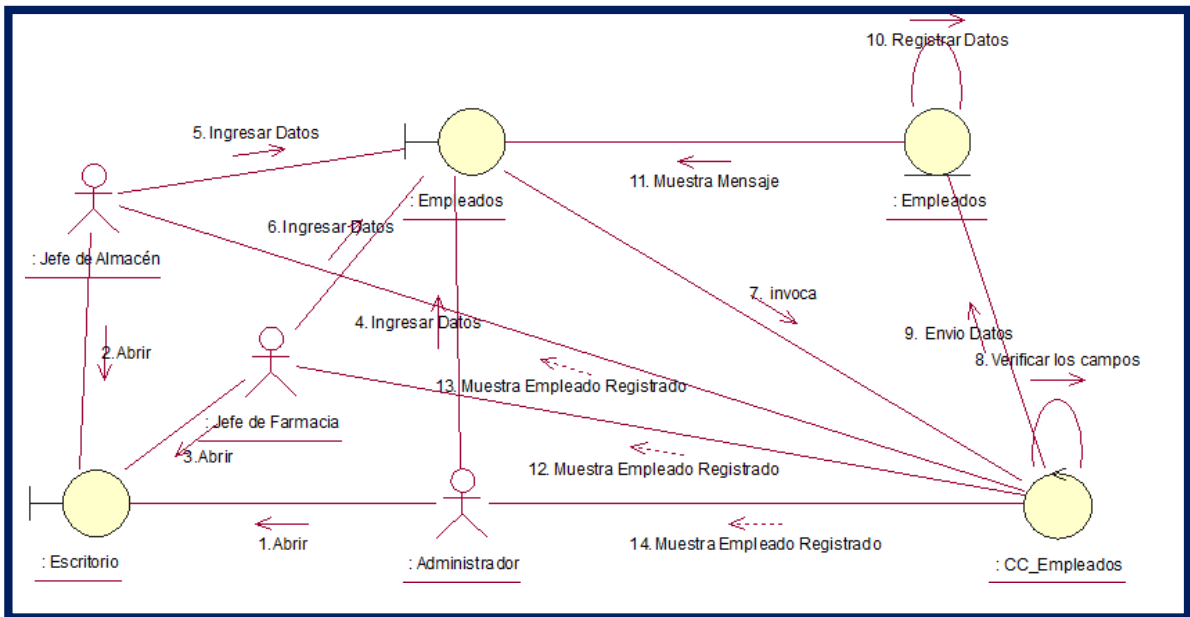 10. Registrar Datos
5. Ingresar Datos
11. Muestra Mensaje
: Empleados
: Empleados
6. Ingresar Datos
: Jefe de Almacén
7. invoca
4. Ingresar Datos
9. Envio Datos
2. Abrir
8. Verificar los campos
13. Muestra Empleado Registrado
: Jefe de Farmacia
3. Abrir
12. Muestra Empleado Registrado
1. Abrir
14. Muestra Empleado Registrado
: Escritorio
: Administrador
: CC_Empleados